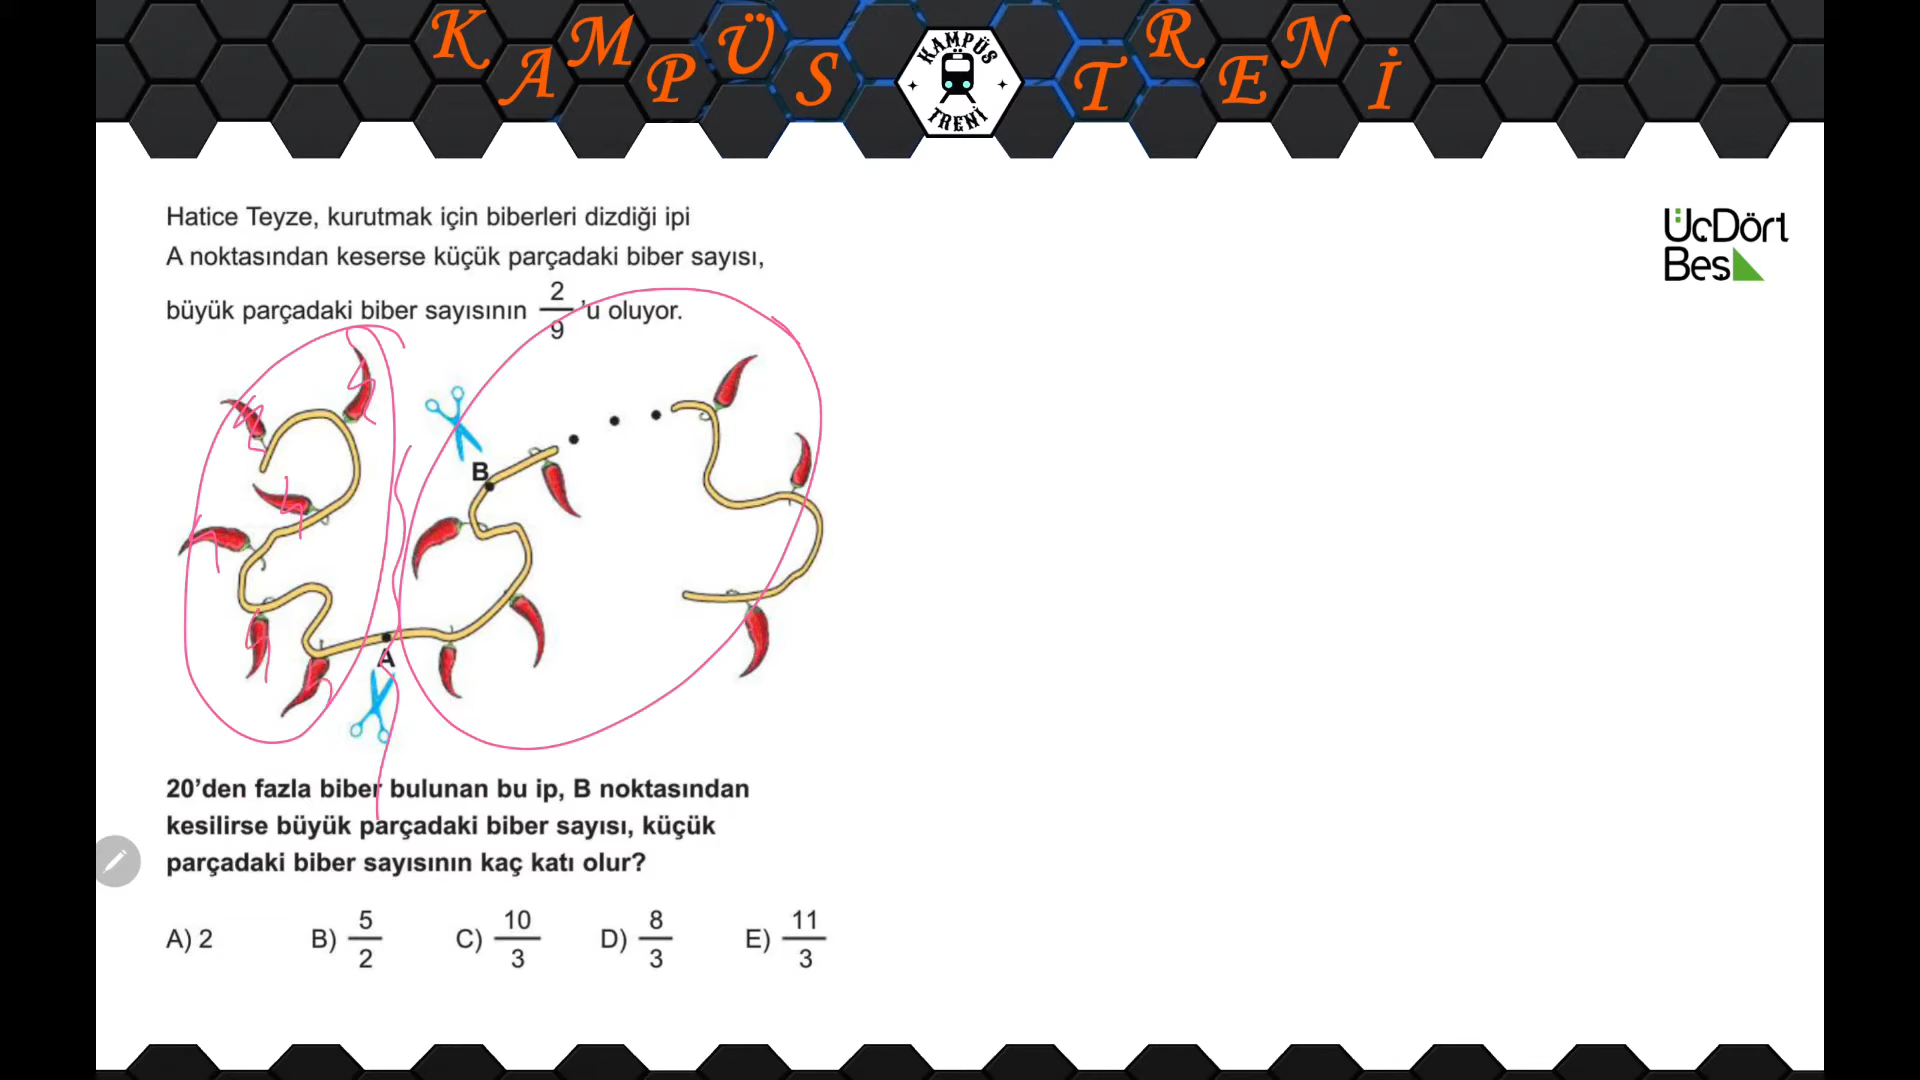 KAMPÜS TRENİ
KAMPÜS
TRENİ
ÜçDört
Beş
Hatice Teyze, kurutmak için biberleri dizdiği ipi
A noktasından keserse küçük parçadaki biber sayısı,
büyük parçadaki biber sayısının 2/9 'u oluyor.
B
A
20'den fazla biber bulunan bu ip, B noktasından
kesilirse büyük parçadaki biber sayısı, küçük
parçadaki biber sayısının kaç katı olur?
A) 2 B) 5/2 C) 10/3 D) 8/3 E) 11/3